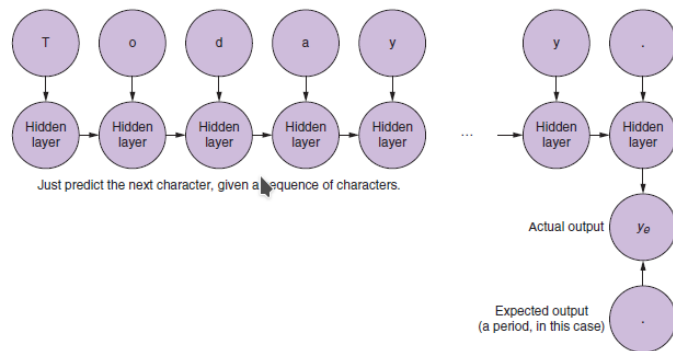 T o d a y y .
Hidden layer Hidden layer Hidden layer Hidden layer Hidden layer ... Hidden layer Hidden layer
Just predict the next character, given a sequence of characters.
Actual output yₑ
Expected output
(a period, in this case) .